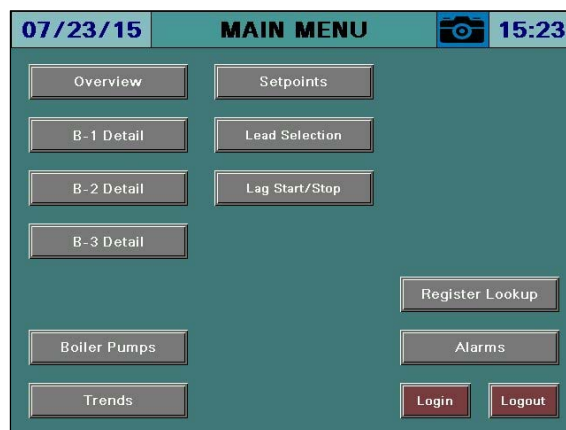 07/23/15 MAIN MENU 15:23
Overview Setpoints
B-1 Detail Lead Selection
B-2 Detail Lag Start/Stop
B-3 Detail
Register Lookup
Boiler Pumps Alarms
Trends Login Logout